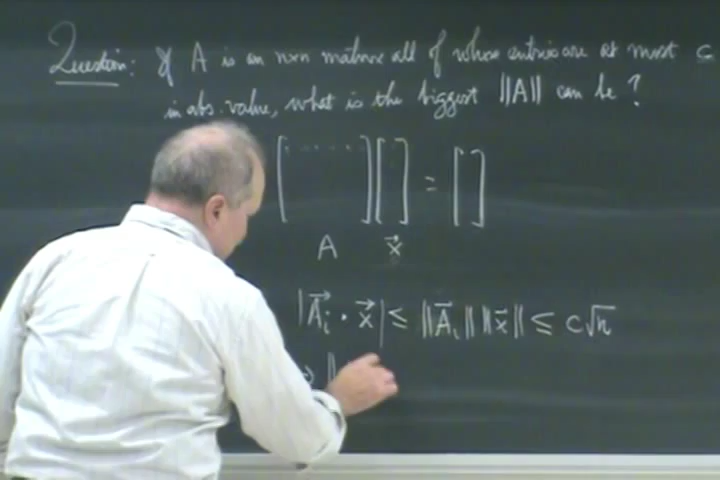 Question: If A is an n×n matrix all of whose entries are at most c
in abs. value, what is the biggest ‖A‖ can be?
[ ..... ] [ ] = [ ]
A x⃗
|A⃗ᵢ · x⃗| ≤ ‖A⃗ᵢ‖ ‖x⃗‖ ≤ c√n
⇒ ‖